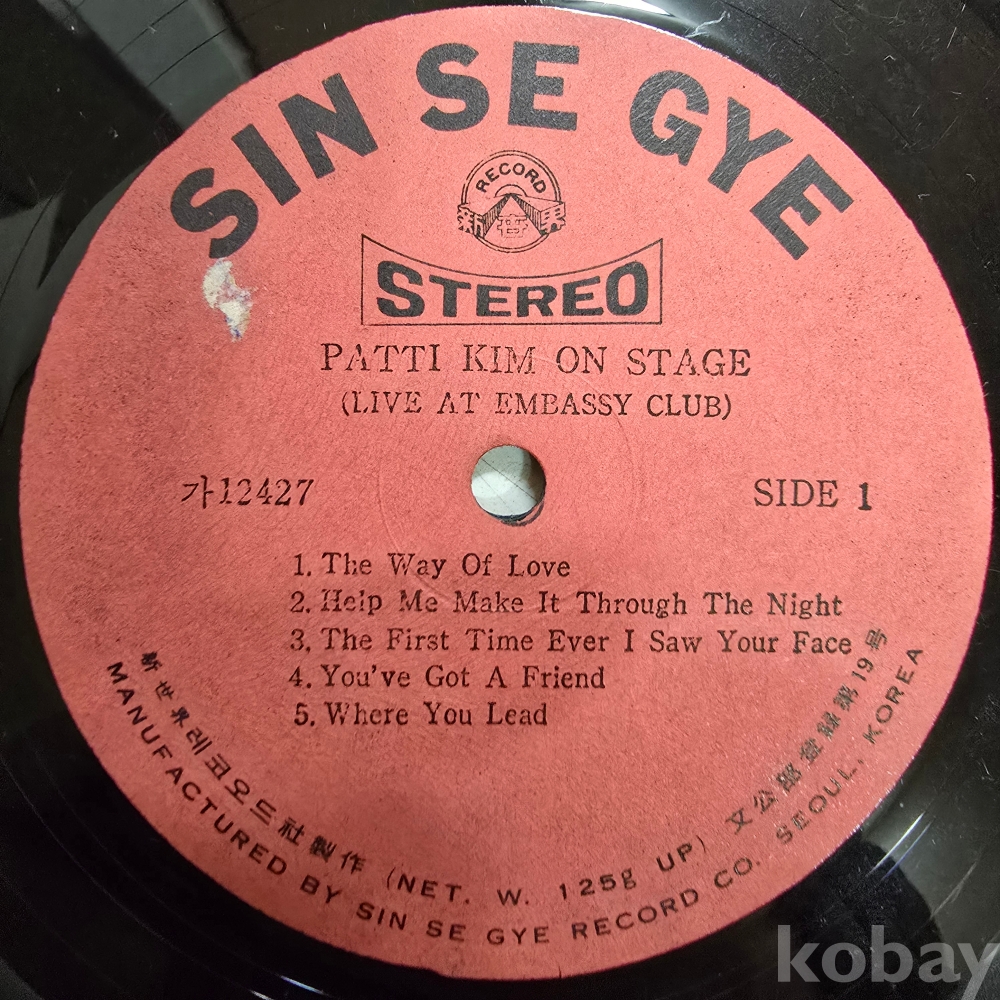 SIN SE GYE
RECORD
新世界
STEREO
PATTI KIM ON STAGE
(LIVE AT EMBASSY CLUB)
가12427
SIDE 1
1. The Way Of Love
2. Help Me Make It Through The Night
3. The First Time Ever I Saw Your Face
4. You've Got A Friend
5. Where You Lead
新世界레코오드社製作 (NET. W. 125g UP) 文公部登録第19号
MANUFACTURED BY SIN SE GYE RECORD CO. SEOUL, KOREA
kobay